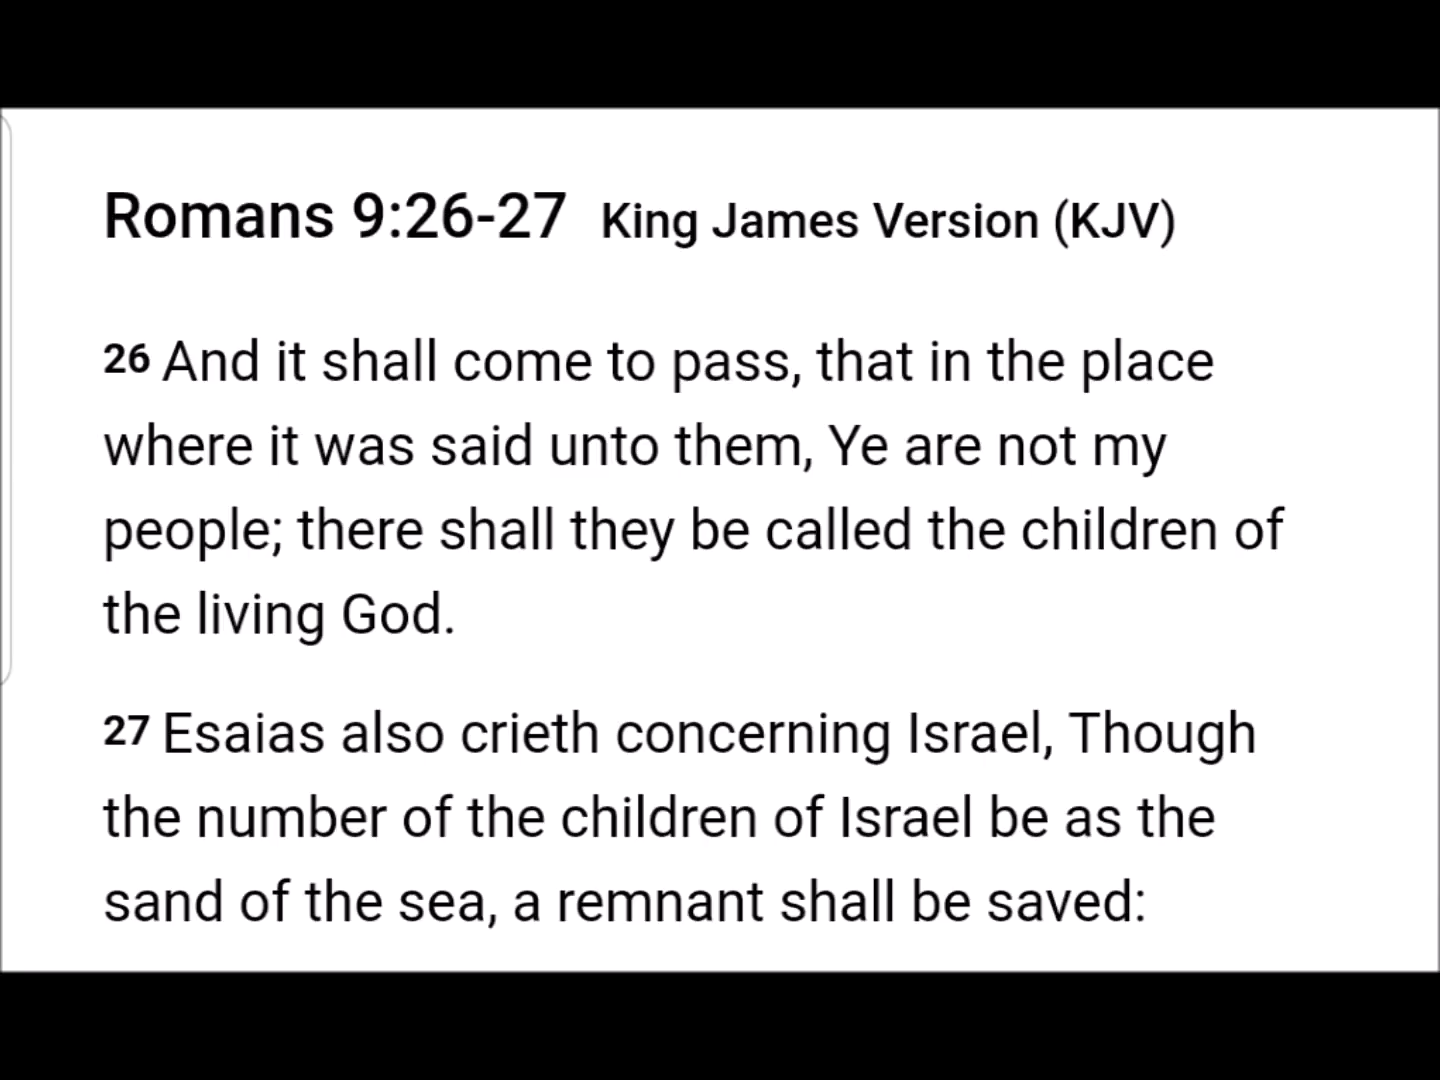 Romans 9:26-27 King James Version (KJV)
26 And it shall come to pass, that in the place
where it was said unto them, Ye are not my
people; there shall they be called the children of
the living God.
27 Esaias also crieth concerning Israel, Though
the number of the children of Israel be as the
sand of the sea, a remnant shall be saved: